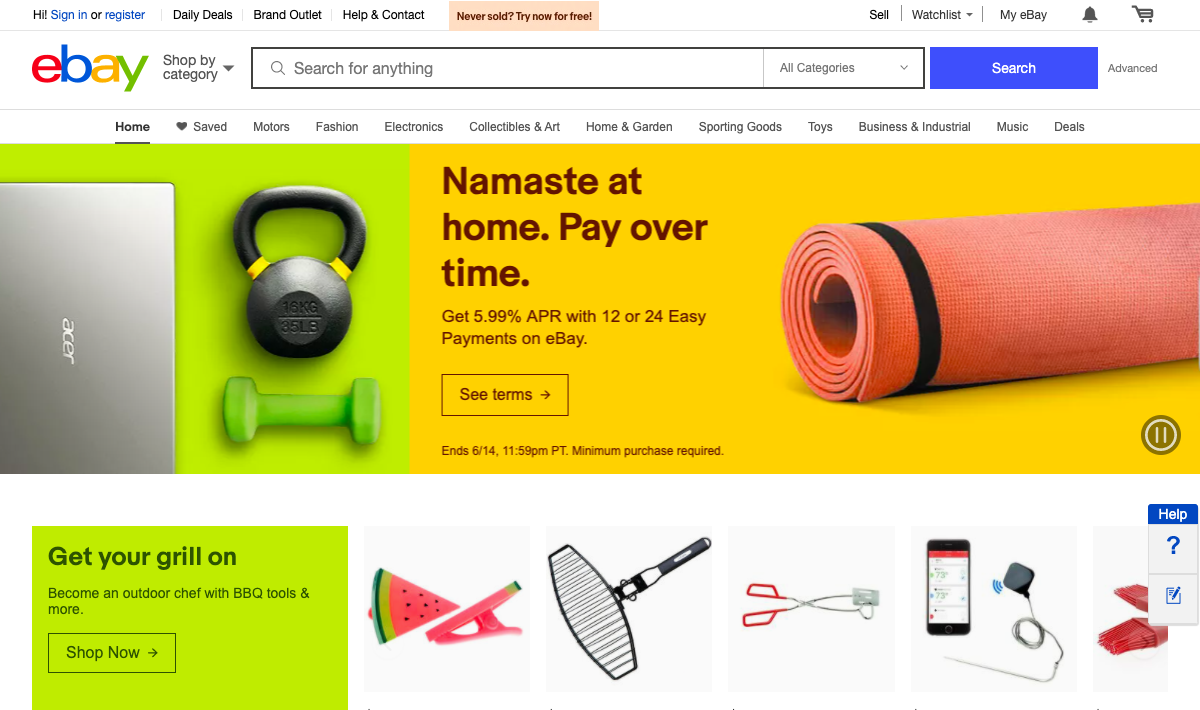 Hi! Sign in or register
Daily Deals
Brand Outlet
Help & Contact
Never sold? Try now for free!
Sell
Watchlist
My eBay
ebay
Shop by
category
Search for anything
All Categories
Search
Advanced
Home
Saved
Motors
Fashion
Electronics
Collectibles & Art
Home & Garden
Sporting Goods
Toys
Business & Industrial
Music
Deals
acer
16KG
35LB
Namaste at
home. Pay over
time.
Get 5.99% APR with 12 or 24 Easy
Payments on eBay.
See terms →
Ends 6/14, 11:59pm PT. Minimum purchase required.
Help
?
Get your grill on
Become an outdoor chef with BBQ tools &
more.
Shop Now →